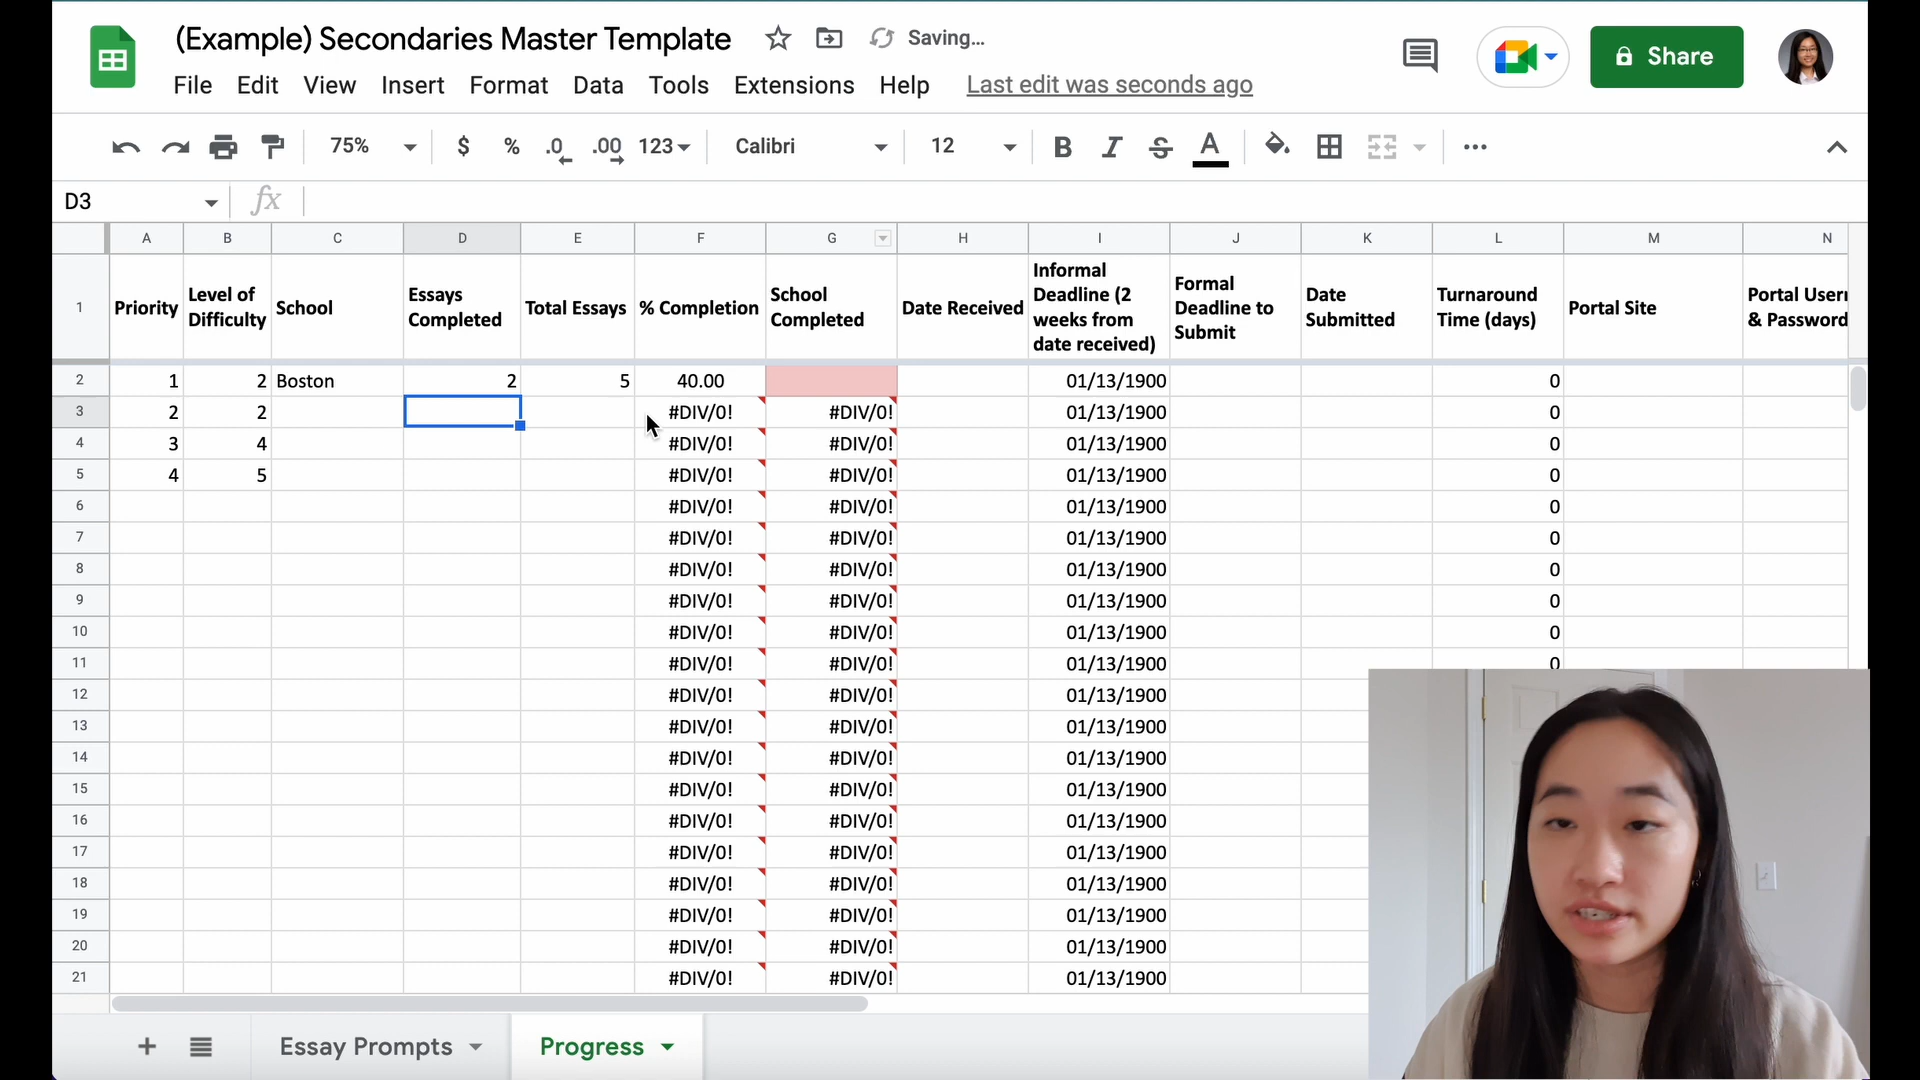 (Example) Secondaries Master Template Saving...
Share
File Edit View Insert Format Data Tools Extensions Help Last edit was seconds ago
75% $ % .0 .00 123 Calibri 12 B I S A
D3 fx
A B C D E F G H I J K L M N
1 Priority Level of Difficulty School Essays Completed Total Essays % Completion School Completed Date Received Informal Deadline (2 weeks from date received) Formal Deadline to Submit Date Submitted Turnaround Time (days) Portal Site Portal User & Password
2 1 2 Boston 2 5 40.00 01/13/1900 0
3 2 2 #DIV/0! #DIV/0! 01/13/1900 0
4 3 4 #DIV/0! #DIV/0! 01/13/1900 0
5 4 5 #DIV/0! #DIV/0! 01/13/1900 0
6 #DIV/0! #DIV/0! 01/13/1900 0
7 #DIV/0! #DIV/0! 01/13/1900 0
8 #DIV/0! #DIV/0! 01/13/1900 0
9 #DIV/0! #DIV/0! 01/13/1900 0
10 #DIV/0! #DIV/0! 01/13/1900 0
11 #DIV/0! #DIV/0! 01/13/1900 0
12 #DIV/0! #DIV/0! 01/13/1900
13 #DIV/0! #DIV/0! 01/13/1900
14 #DIV/0! #DIV/0! 01/13/1900
15 #DIV/0! #DIV/0! 01/13/1900
16 #DIV/0! #DIV/0! 01/13/1900
17 #DIV/0! #DIV/0! 01/13/1900
18 #DIV/0! #DIV/0! 01/13/1900
19 #DIV/0! #DIV/0! 01/13/1900
20 #DIV/0! #DIV/0! 01/13/1900
21 #DIV/0! #DIV/0! 01/13/1900
+ Essay Prompts Progress